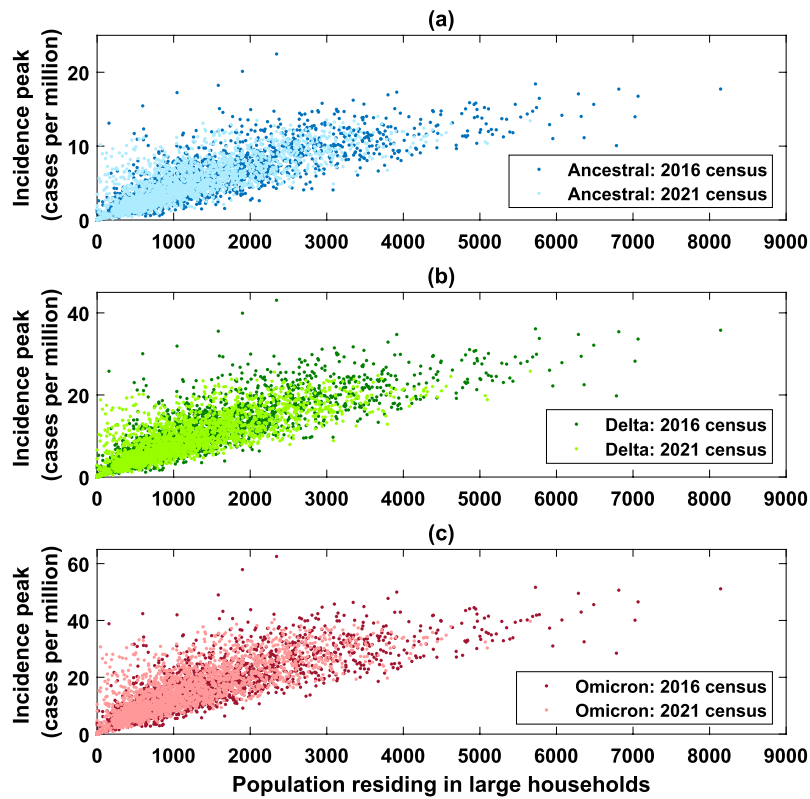 (a)
Incidence peak
(cases per million)
20
10
0
Ancestral: 2016 census
Ancestral: 2021 census
0 1000 2000 3000 4000 5000 6000 7000 8000 9000
(b)
Incidence peak
(cases per million)
40
20
0
Delta: 2016 census
Delta: 2021 census
0 1000 2000 3000 4000 5000 6000 7000 8000 9000
(c)
Incidence peak
(cases per million)
60
40
20
0
Omicron: 2016 census
Omicron: 2021 census
0 1000 2000 3000 4000 5000 6000 7000 8000 9000
Population residing in large households